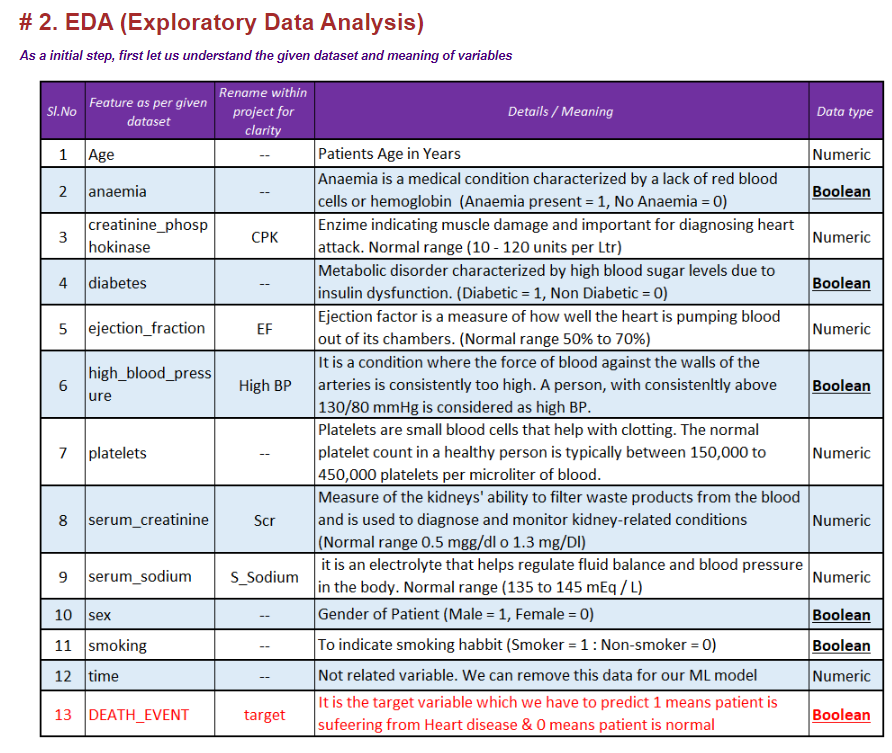 # 2. EDA (Exploratory Data Analysis)
As a initial step, first let us understand the given dataset and meaning of variables
Sl.No
Feature as per given
dataset
Rename within
project for
clarity
Details / Meaning
Data type
1
Age
--
Patients Age in Years
Numeric
2
anaemia
--
Anaemia is a medical condition characterized by a lack of red blood
cells or hemoglobin (Anaemia present = 1, No Anaemia = 0)
Boolean
3
creatinine_phosp
hokinase
CPK
Enzime indicating muscle damage and important for diagnosing heart
attack. Normal range (10 - 120 units per Ltr)
Numeric
4
diabetes
--
Metabolic disorder characterized by high blood sugar levels due to
insulin dysfunction. (Diabetic = 1, Non Diabetic = 0)
Boolean
5
ejection_fraction
EF
Ejection factor is a measure of how well the heart is pumping blood
out of its chambers. (Normal range 50% to 70%)
Numeric
6
high_blood_press
ure
High BP
It is a condition where the force of blood against the walls of the
arteries is consistently too high. A person, with consistenltly above
130/80 mmHg is considered as high BP.
Boolean
7
platelets
--
Platelets are small blood cells that help with clotting. The normal
platelet count in a healthy person is typically between 150,000 to
450,000 platelets per microliter of blood.
Numeric
8
serum_creatinine
Scr
Measure of the kidneys' ability to filter waste products from the blood
and is used to diagnose and monitor kidney-related conditions
(Normal range 0.5 mgg/dl o 1.3 mg/Dl)
Numeric
9
serum_sodium
S_Sodium
it is an electrolyte that helps regulate fluid balance and blood pressure
in the body. Normal range (135 to 145 mEq / L)
Numeric
10
sex
--
Gender of Patient (Male = 1, Female = 0)
Boolean
11
smoking
--
To indicate smoking habbit (Smoker = 1 : Non-smoker = 0)
Boolean
12
time
--
Not related variable. We can remove this data for our ML model
Numeric
13
DEATH_EVENT
target
It is the target variable which we have to predict 1 means patient is
sufeering from Heart disease & 0 means patient is normal
Boolean